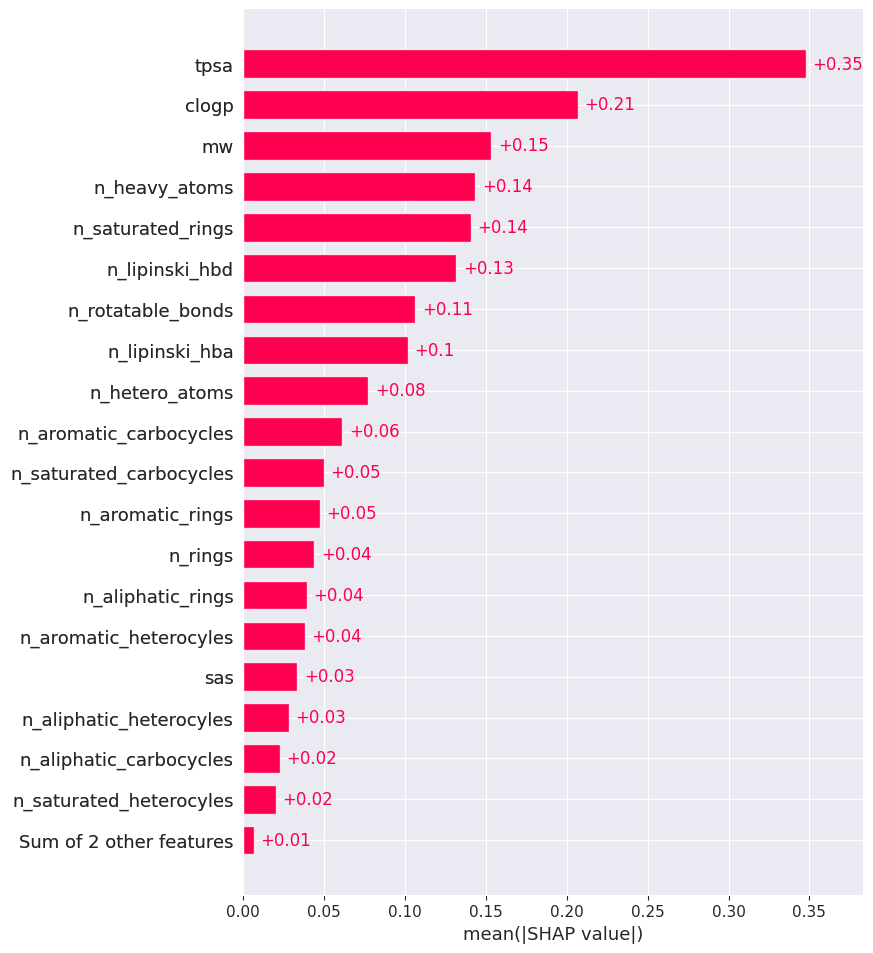 tpsa +0.35
clogp +0.21
mw +0.15
n_heavy_atoms +0.14
n_saturated_rings +0.14
n_lipinski_hbd +0.13
n_rotatable_bonds +0.11
n_lipinski_hba +0.1
n_hetero_atoms +0.08
n_aromatic_carbocycles +0.06
n_saturated_carbocycles +0.05
n_aromatic_rings +0.05
n_rings +0.04
n_aliphatic_rings +0.04
n_aromatic_heterocyles +0.04
sas +0.03
n_aliphatic_heterocyles +0.03
n_aliphatic_carbocycles +0.02
n_saturated_heterocyles +0.02
Sum of 2 other features +0.01
0.00 0.05 0.10 0.15 0.20 0.25 0.30 0.35
mean(|SHAP value|)